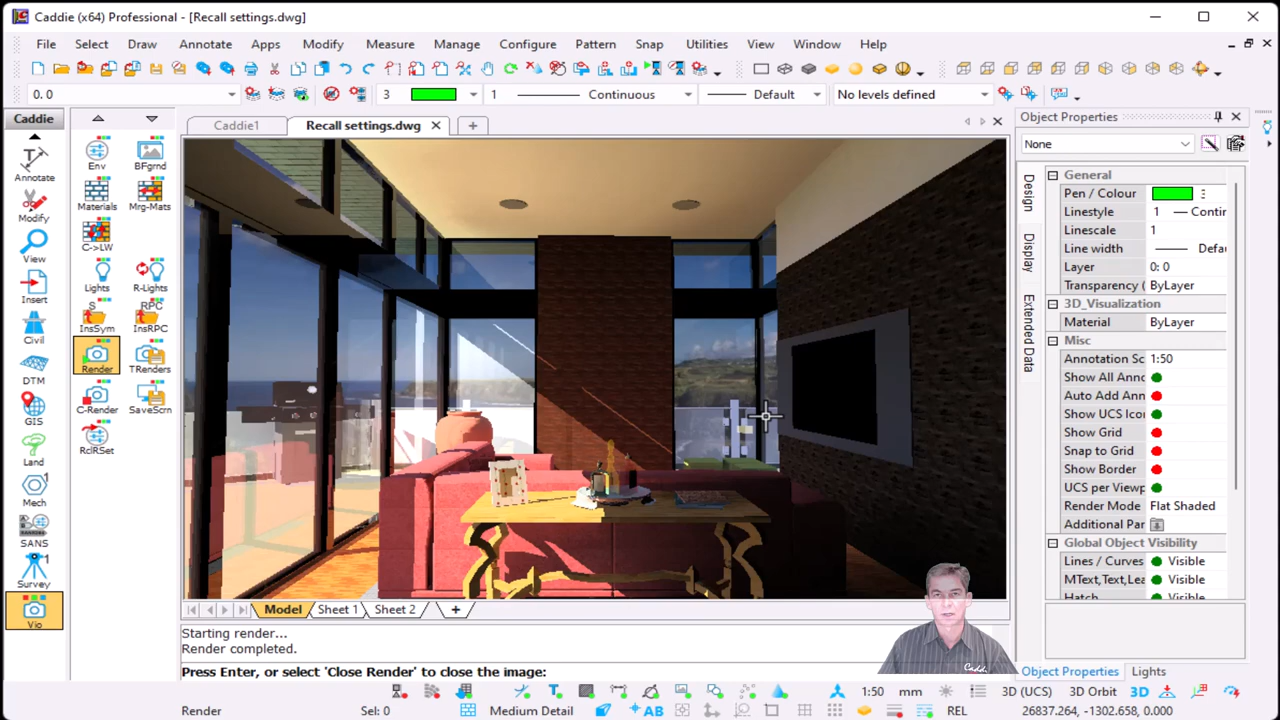 Caddie (x64) Professional - [Recall settings.dwg]
File Select Draw Annotate Apps Modify Measure Manage Configure Pattern Snap Utilities View Window Help
0. 0
3
1 Continuous
Default
No levels defined
Caddie
Annotate
Modify
View
Insert
Civil
DTM
GIS
Land
Mech
SANS
Survey
Vio
Env BFgrnd
Materials Mrg-Mats
C->LW
Lights R-Lights
InsSym InsRPC
Render TRenders
C-Render SaveScrn
RclRSet
Caddie1 Recall settings.dwg
Model Sheet 1 Sheet 2
Starting render...
Render completed.
Press Enter, or select 'Close Render' to close the image:
Object Properties
None
Design
Display
Extended Data
General
Pen / Colour
Linestyle 1 Contin
Linescale 1
Line width Defau
Layer 0: 0
Transparency ( ByLayer
3D_Visualization
Material ByLayer
Misc
Annotation Sc 1:50
Show All Annc
Auto Add Ann
Show UCS Icor
Show Grid
Snap to Grid
Show Border
UCS per Viewp
Render Mode Flat Shaded
Additional Par
Global Object Visibility
Lines / Curves Visible
MText,Text,Lea Visible
Hatch Visible
Object Properties Lights
1:50 mm 3D (UCS) 3D Orbit 3D
Render Sel: 0 Medium Detail AB REL 26837.264, -1302.658, 0.000